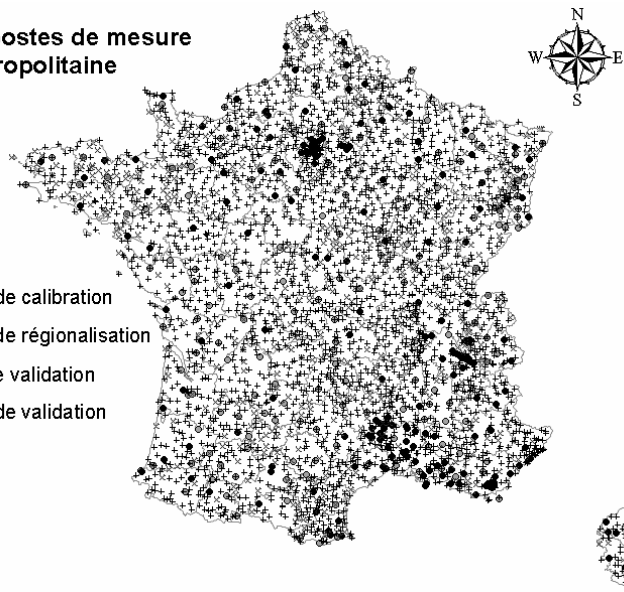 ostes de mesure
ropolitaine
N
W E
S
de calibration
de régionalisation
e validation
de validation